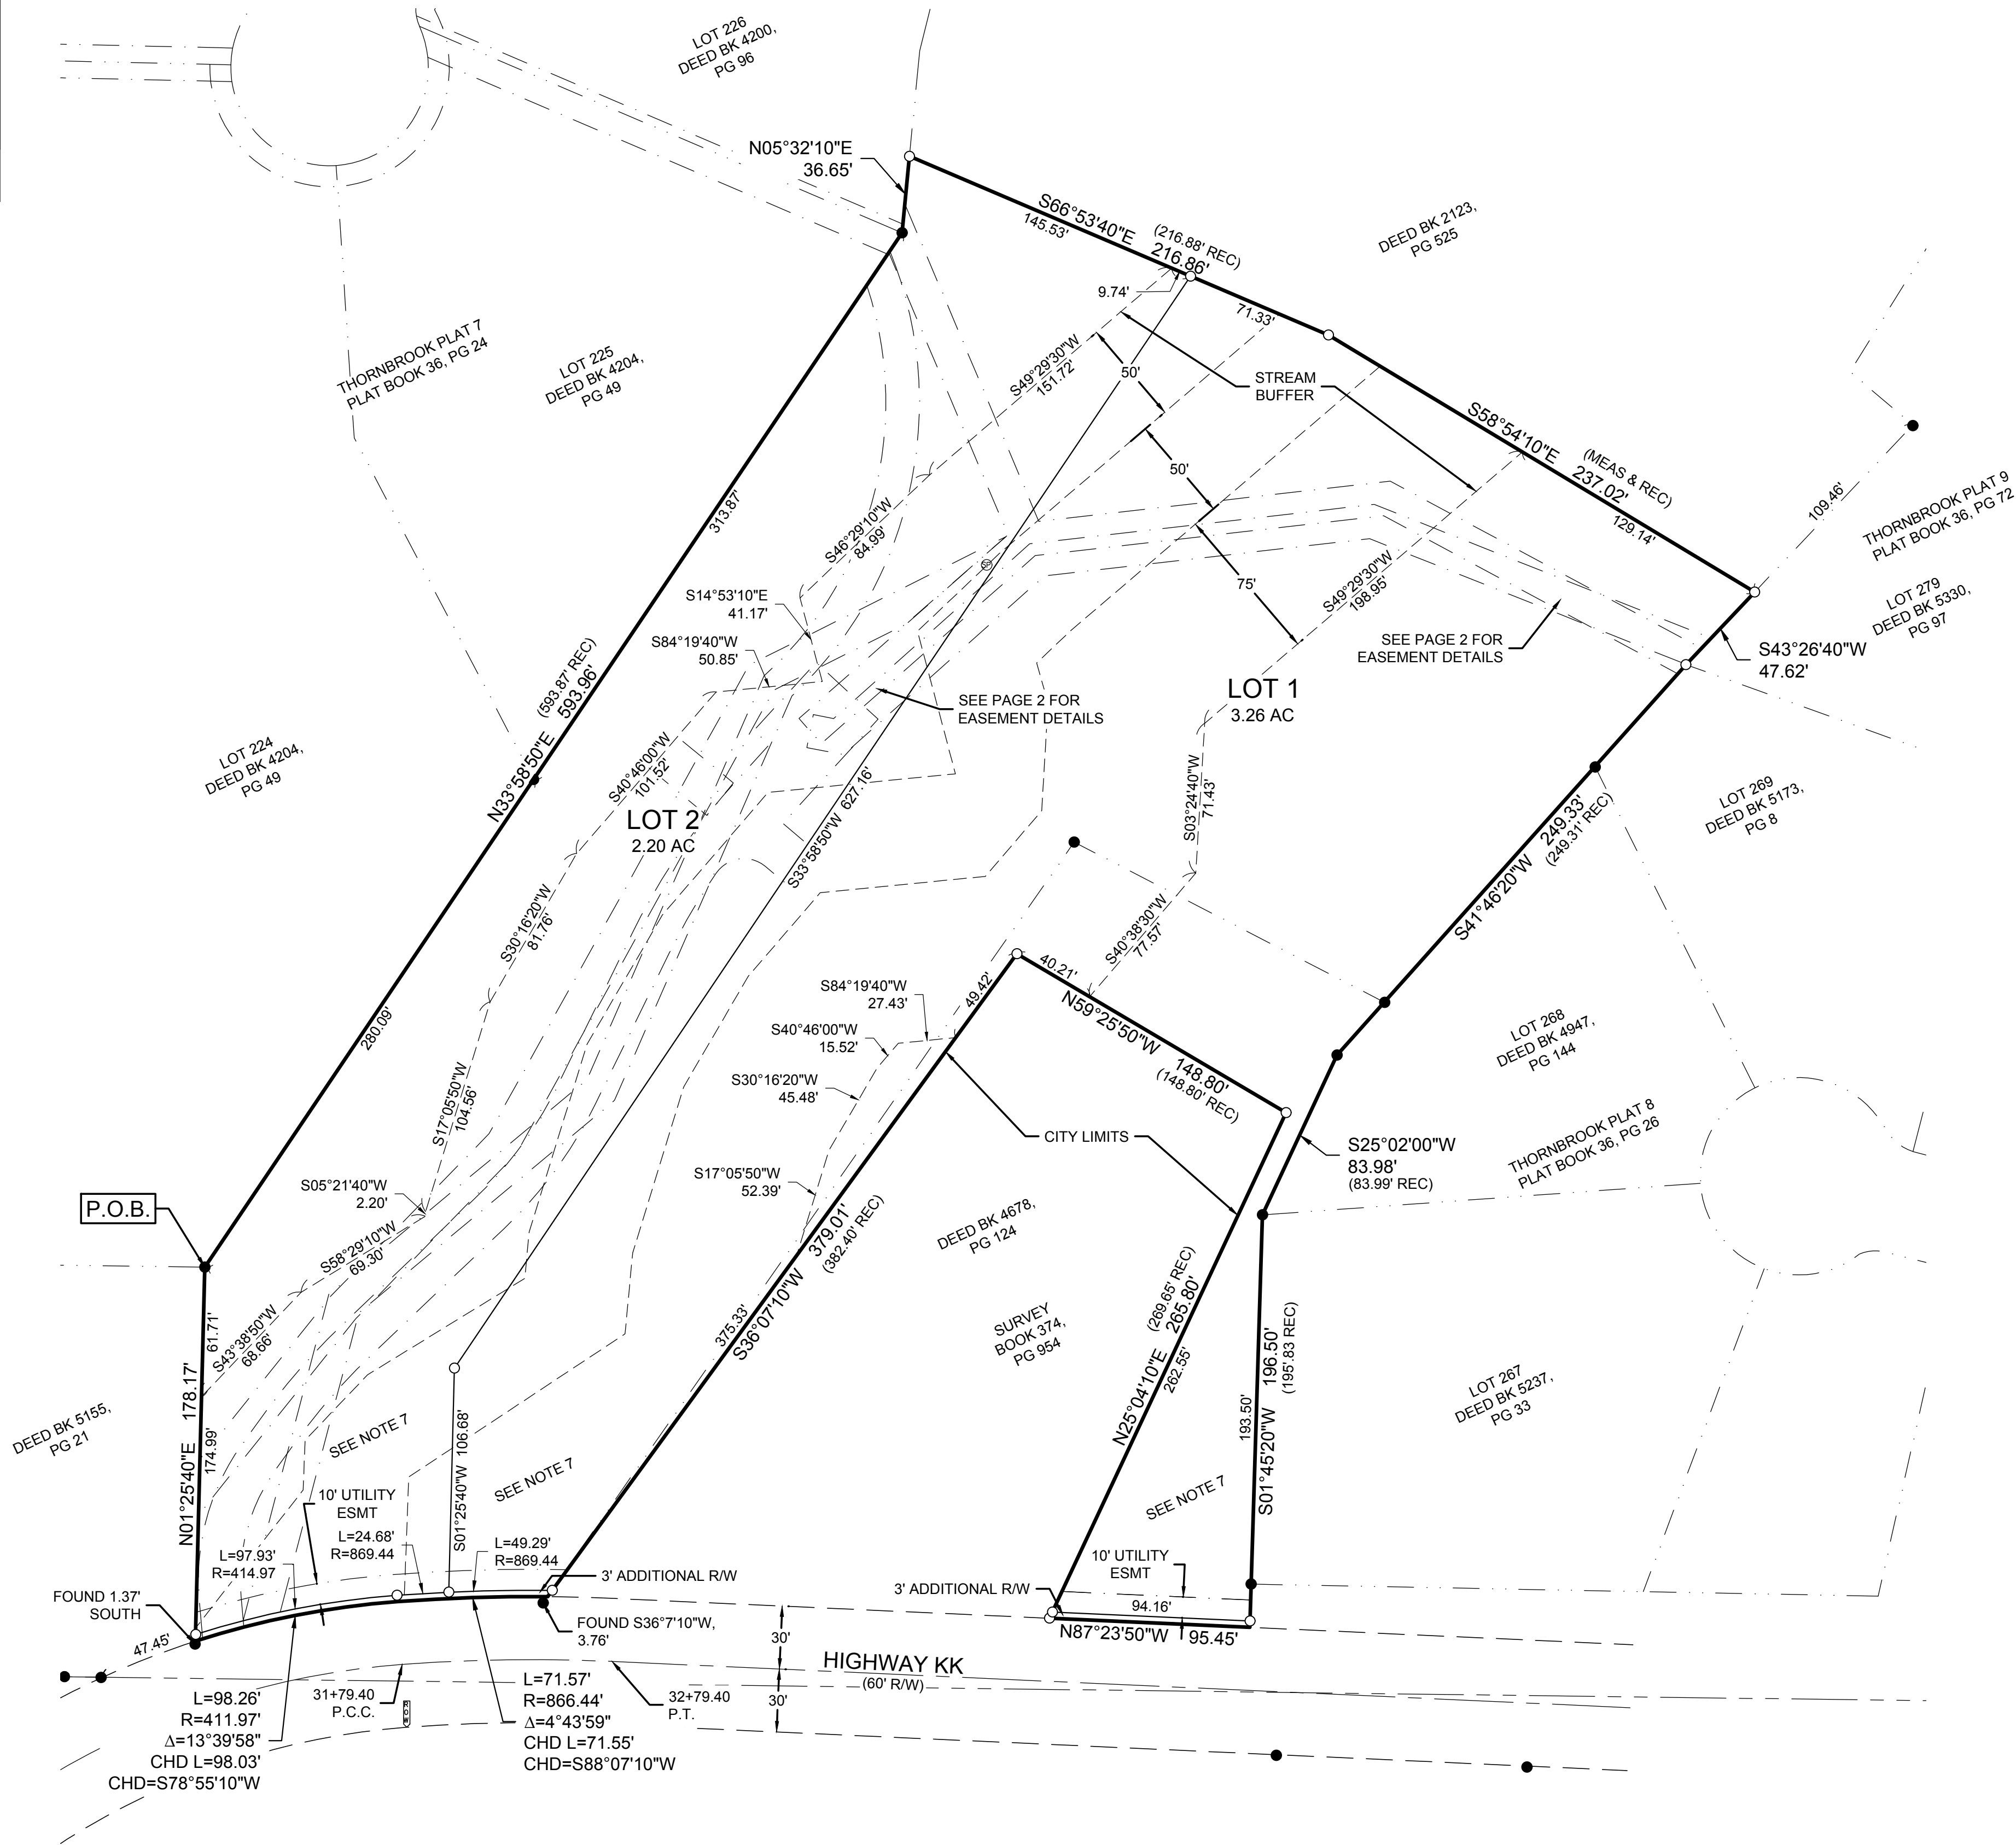 LOT 226
DEED BK 4200,
PG 96
N05°32'10"E
36.65'
S66°53'40"E
145.53'
(216.88' REC)
216.86'
9.74'
71.33'
DEED BK 2123,
PG 525
THORNBROOK PLAT 7
PLAT BOOK 36, PG 24
LOT 225
DEED BK 4204,
PG 49
S49°29'30"W
151.72'
50'
STREAM
BUFFER
50'
75'
S58°54'10"E
(MEAS & REC)
237.02'
129.14'
109.46'
THORNBROOK PLAT 9
PLAT BOOK 36, PG 72
LOT 279
DEED BK 5330,
PG 97
S43°26'40"W
47.62'
313.87'
S46°29'10"W
84.99'
S14°53'10"E
41.17'
S84°19'40"W
50.85'
S49°29'30"W
198.95'
SEE PAGE 2 FOR
EASEMENT DETAILS
SEE PAGE 2 FOR
EASEMENT DETAILS
LOT 1
3.26 AC
(593.87' REC)
593.96'
N33°58'50"E
LOT 224
DEED BK 4204,
PG 49
S40°46'00"W
101.52'
LOT 2
2.20 AC
S33°58'50"W 627.16'
S03°24'40"W
71.43'
LOT 269
DEED BK 5173,
PG 8
249.33'
(249.31' REC)
S41°46'20"W
S30°16'20"W
81.76'
280.09'
S40°38'30"W
77.57'
40.21'
49.42'
S84°19'40"W
27.43'
S40°46'00"W
15.52'
S30°16'20"W
45.48'
N59°25'50"W
148.80'
(148.80' REC)
LOT 268
DEED BK 4947,
PG 144
THORNBROOK PLAT 8
PLAT BOOK 36, PG 26
CITY LIMITS
S25°02'00"W
83.98'
(83.99' REC)
S17°05'50"W
104.56'
S17°05'50"W
52.39'
S05°21'40"W
2.20'
P.O.B.
S58°29'10"W
69.30'
379.01'
(382.40' REC)
DEED BK 4678,
PG 124
375.33'
S36°07'10"W
SURVEY
BOOK 374,
PG 954
(269.65' REC)
265.80'
N25°04'10"E
262.55'
196.50'
(195'.83 REC)
193.50'
S01°45'20"W
LOT 267
DEED BK 5237,
PG 33
61.71'
S43°38'50"W
68.66'
178.17'
174.99'
N01°25'40"E
DEED BK 5155,
PG 21
SEE NOTE 7
S01°25'40"W 106.68'
SEE NOTE 7
SEE NOTE 7
10' UTILITY
ESMT
L=24.68'
R=869.44
L=97.93'
R=414.97
L=49.29'
R=869.44
3' ADDITIONAL R/W
3' ADDITIONAL R/W
10' UTILITY
ESMT
94.16'
N87°23'50"W 95.45'
FOUND 1.37'
SOUTH
47.45'
FOUND S36°7'10"W,
3.76'
30'
HIGHWAY KK
(60' R/W)
30'
31+79.40
P.C.C.
ROW
32+79.40
P.T.
L=98.26'
R=411.97'
Δ=13°39'58"
CHD L=98.03'
CHD=S78°55'10"W
L=71.57'
R=866.44'
Δ=4°43'59"
CHD L=71.55'
CHD=S88°07'10"W